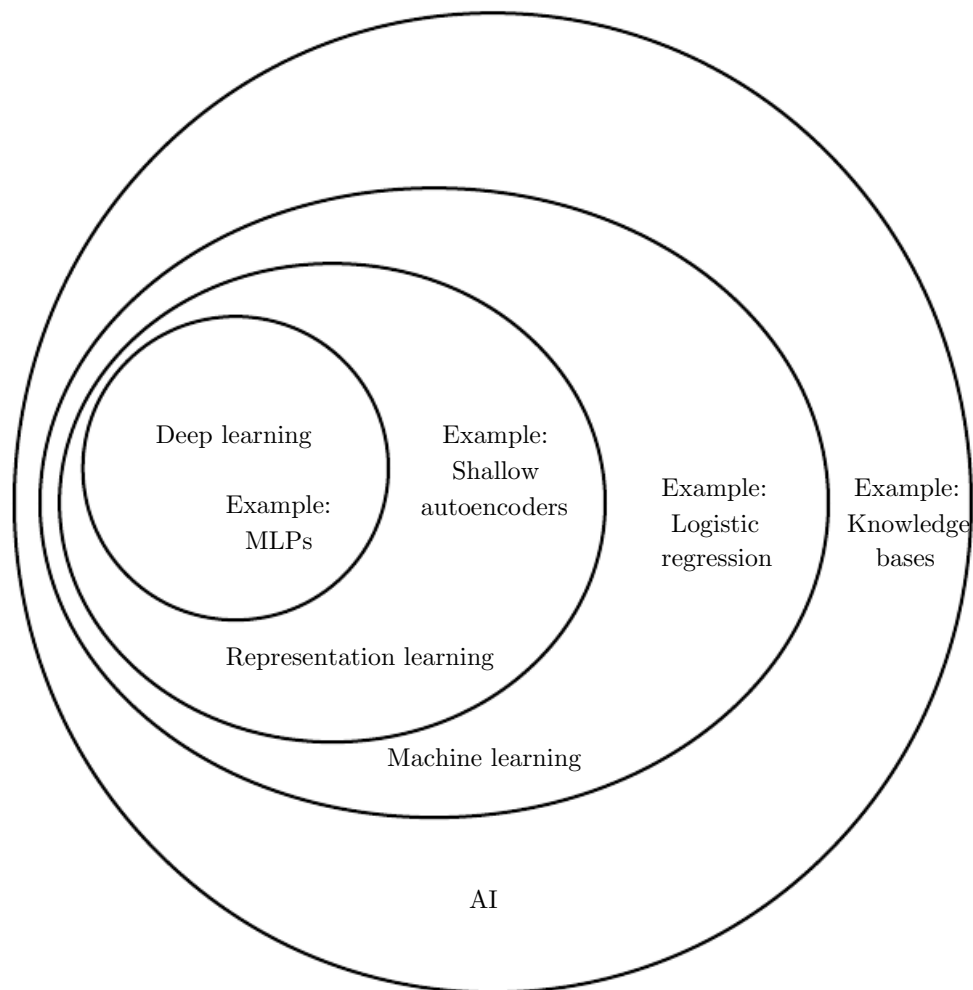 Deep learning
Example:
MLPs
Example:
Shallow
autoencoders
Example:
Logistic
regression
Example:
Knowledge
bases
Representation learning
Machine learning
AI